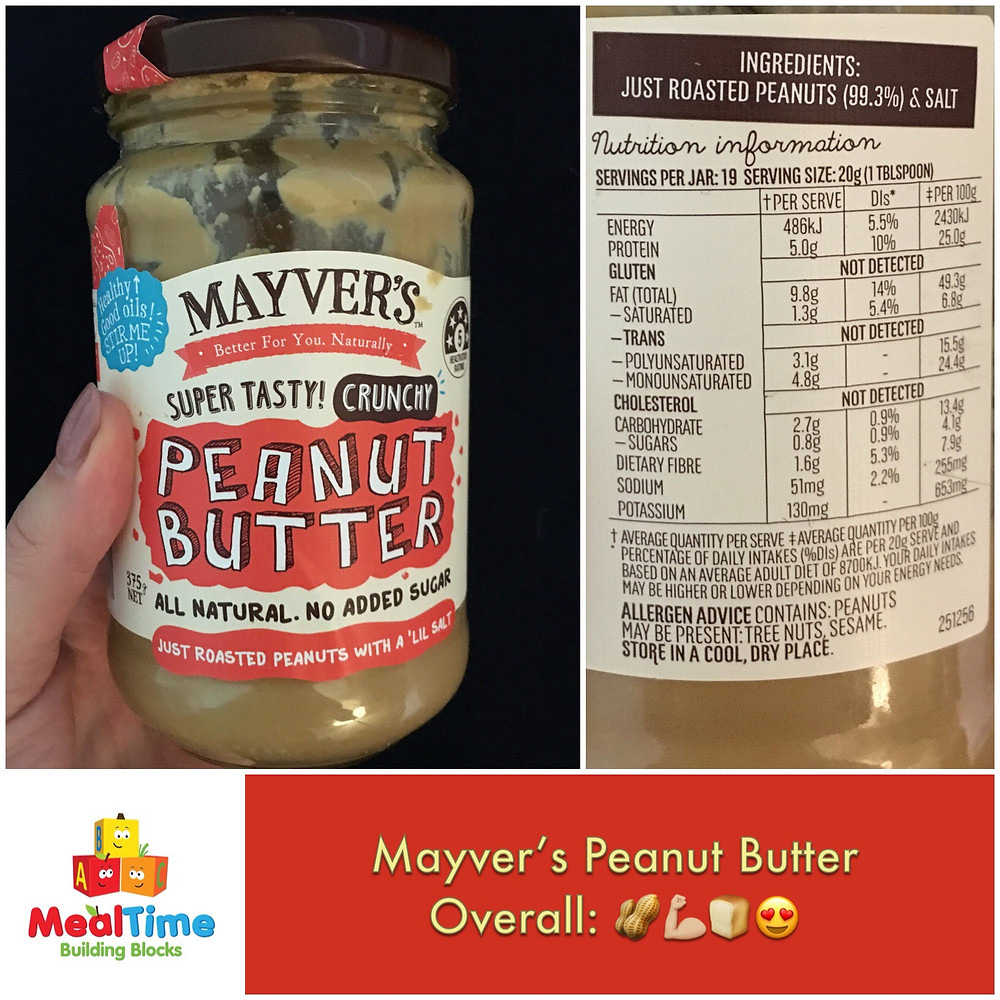 Healthy↑
Good oils!
STIR ME
UP!
MAYVER'S™
• Better For You, Naturally •
5
HEALTH STAR
RATING
SUPER TASTY! CRUNCHY
PEANUT
BUTTER
375g
NET
ALL NATURAL. NO ADDED SUGAR
JUST ROASTED PEANUTS WITH A 'LIL SALT
INGREDIENTS:
JUST ROASTED PEANUTS (99.3%) & SALT
Nutrition information
SERVINGS PER JAR: 19 SERVING SIZE: 20g (1 TBLSPOON)
†PER SERVE DIs* ‡PER 100g
ENERGY 486kJ 5.5% 2430kJ
PROTEIN 5.0g 10% 25.0g
GLUTEN NOT DETECTED
FAT (TOTAL) 9.8g 14% 49.3g
– SATURATED 1.3g 5.4% 6.8g
– TRANS NOT DETECTED
– POLYUNSATURATED 3.1g - 15.5g
– MONOUNSATURATED 4.8g - 24.4g
CHOLESTEROL NOT DETECTED
CARBOHYDRATE 2.7g 0.9% 13.4g
– SUGARS 0.8g 0.9% 4.1g
DIETARY FIBRE 1.6g 5.3% 7.9g
SODIUM 51mg 2.2% 255mg
POTASSIUM 130mg - 653mg
† AVERAGE QUANTITY PER SERVE ‡ AVERAGE QUANTITY PER 100g
PERCENTAGE OF DAILY INTAKES (%DIs) ARE PER 20g SERVE AND
BASED ON AN AVERAGE ADULT DIET OF 8700KJ. YOUR DAILY INTAKES
MAY BE HIGHER OR LOWER DEPENDING ON YOUR ENERGY NEEDS.
ALLERGEN ADVICE CONTAINS: PEANUTS
MAY BE PRESENT: TREE NUTS, SESAME.
STORE IN A COOL, DRY PLACE.
251256
B
A
C
MealTime
Building Blocks
Mayver's Peanut Butter
Overall: 🥜💪🍞😍